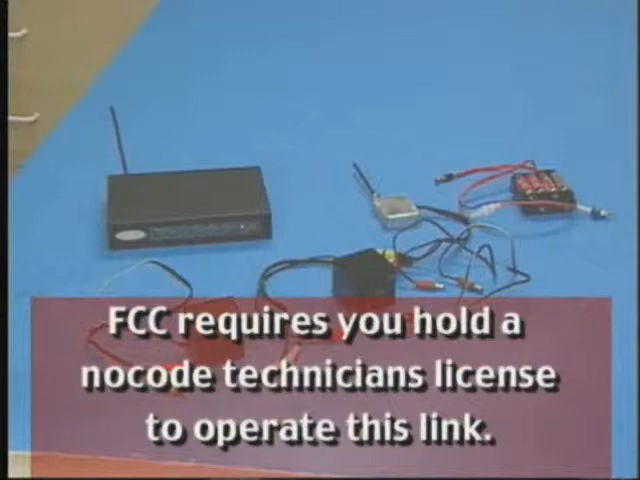 FCC requires you hold a
nocode technicians license
to operate this link.